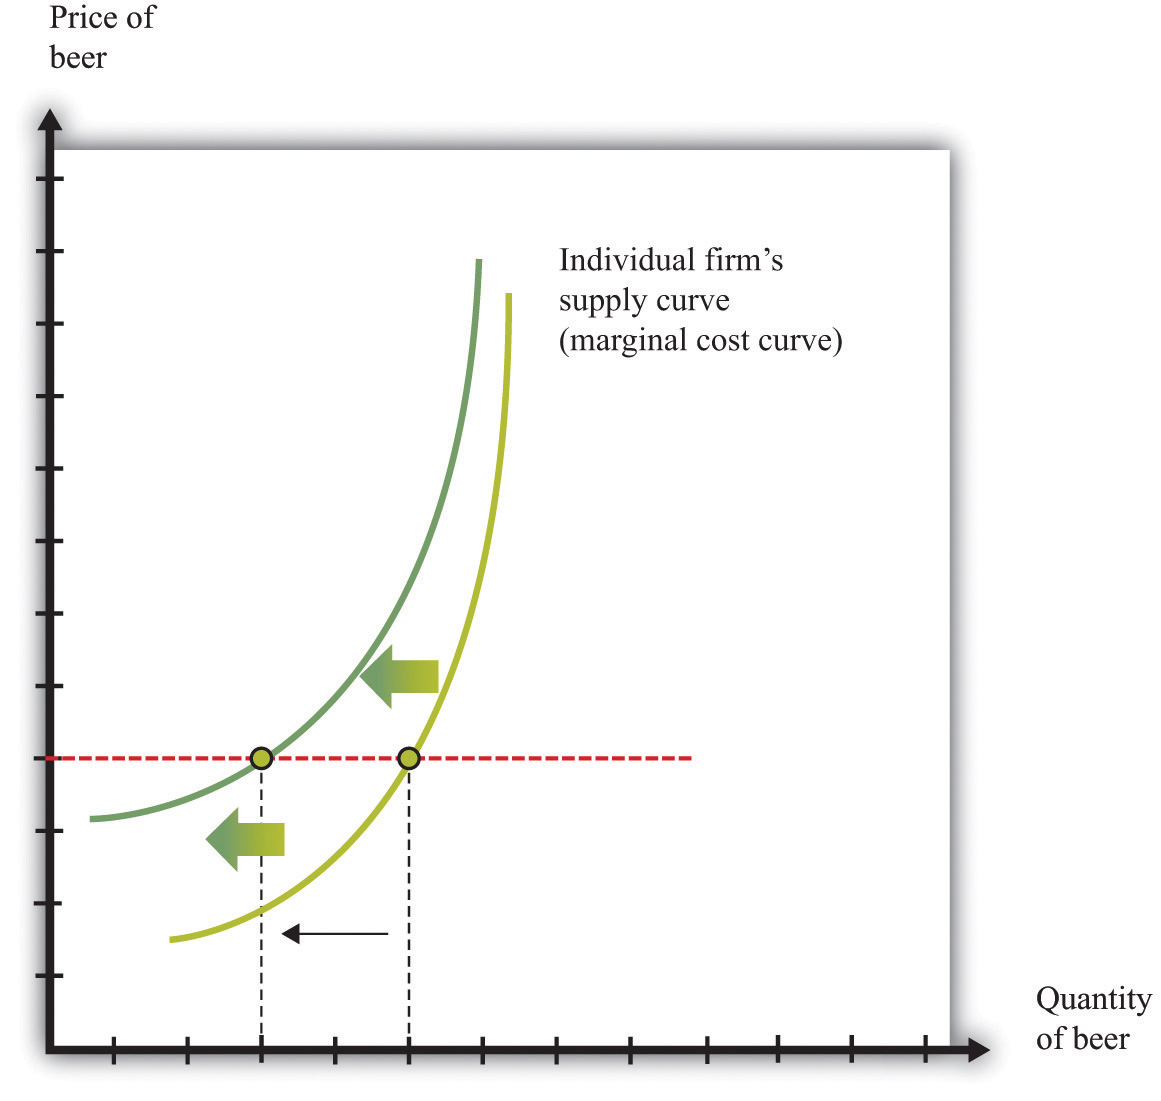 Price of
beer
Individual firm’s
supply curve
(marginal cost curve)
Quantity
of beer